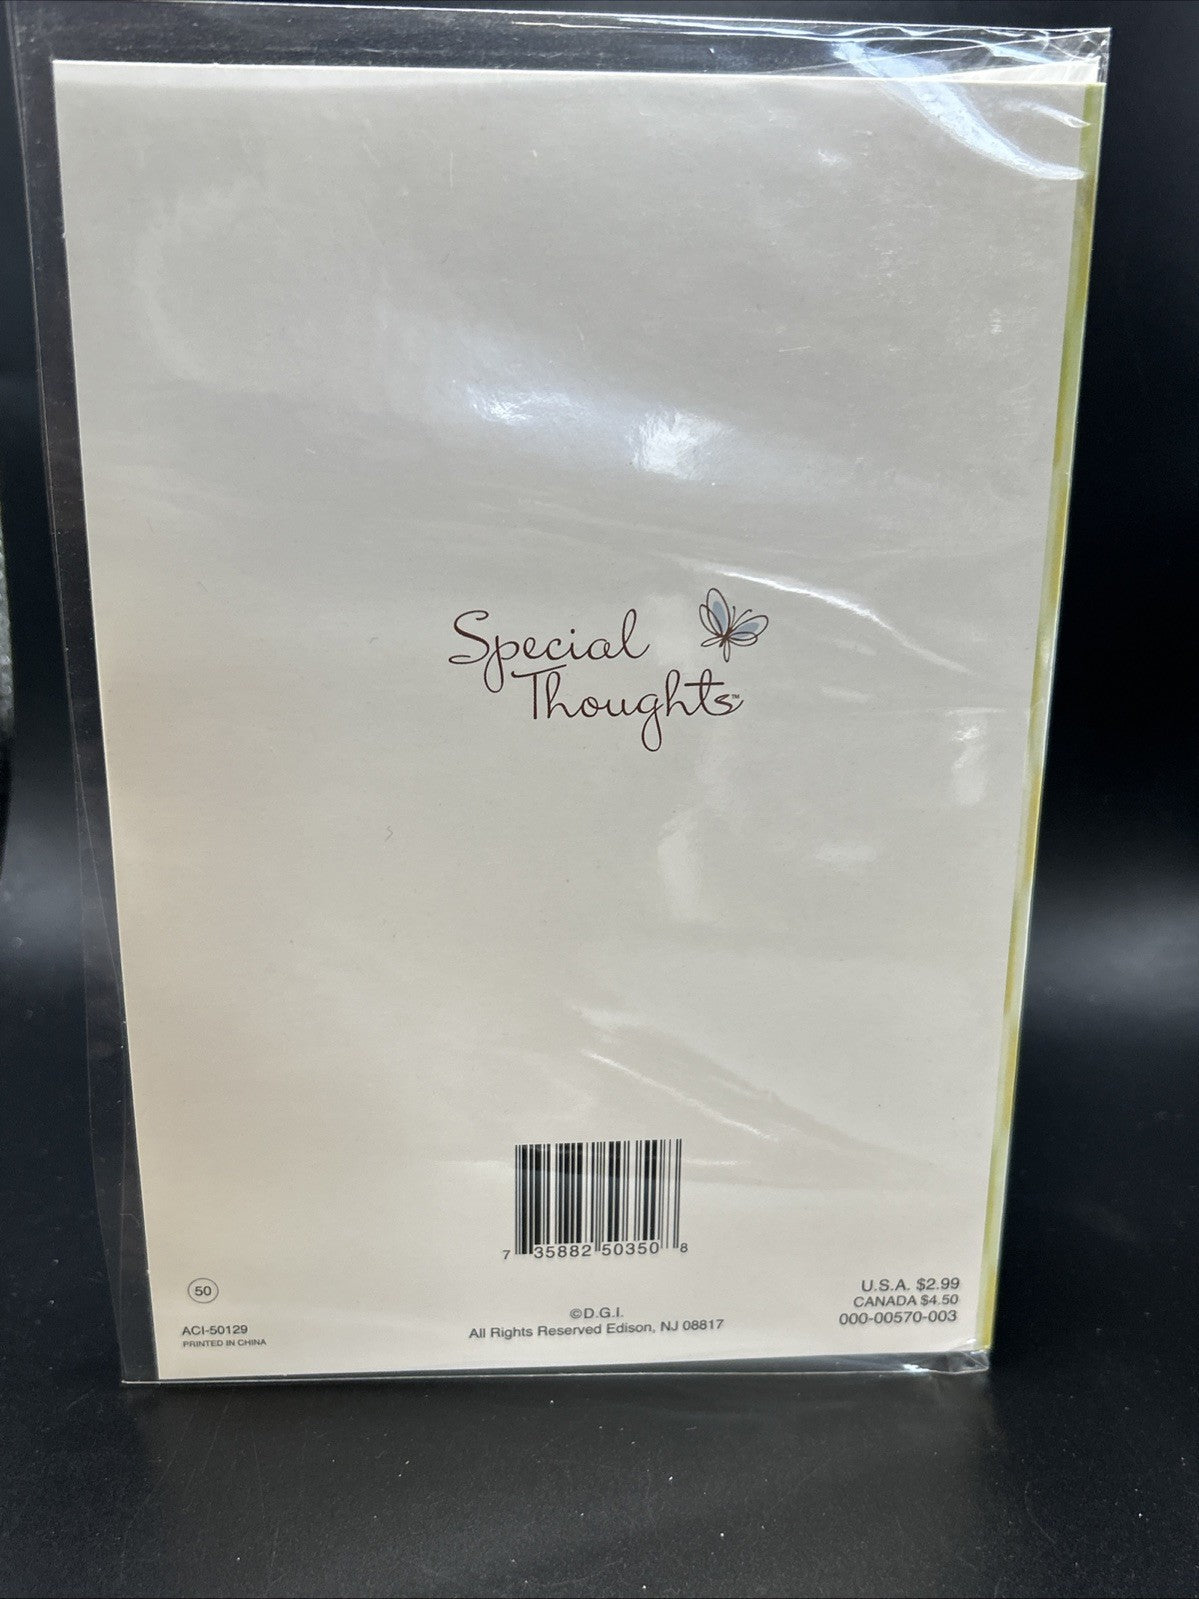 Special
Thoughts™
7 35882 50350 8
50
ACI-50129
PRINTED IN CHINA
©D.G.I.
All Rights Reserved Edison, NJ 08817
U.S.A. $2.99
CANADA $4.50
000-00570-003